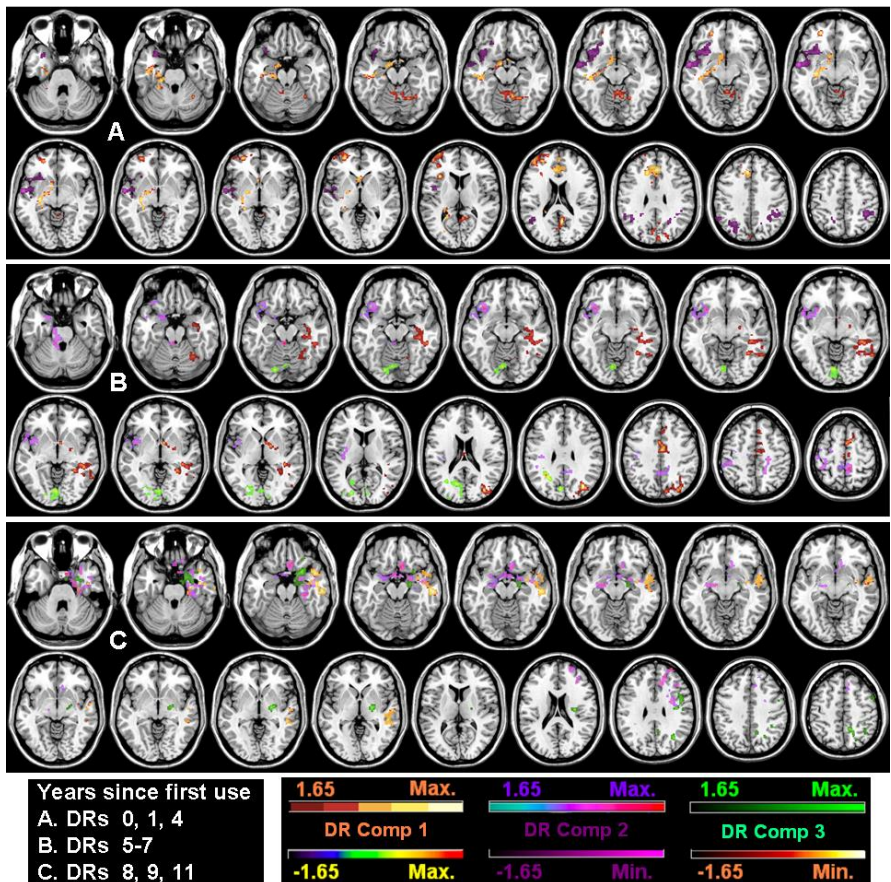 A
B
C
Years since first use
A. DRs 0, 1, 4
B. DRs 5-7
C. DRs 8, 9, 11
1.65 Max. 1.65 Max. 1.65 Max.
DR Comp 1 DR Comp 2 DR Comp 3
-1.65 Max. -1.65 Min. -1.65 Min.